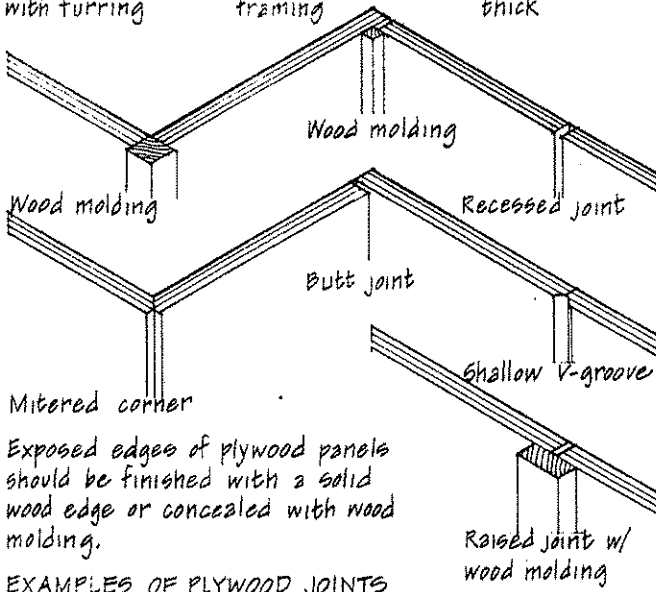 with furring framing thick
Wood molding
Wood molding
Recessed joint
Butt joint
Shallow V-groove
Mitered corner
Exposed edges of plywood panels
should be finished with a solid
wood edge or concealed with wood
molding.
Raised joint w/
wood molding
EXAMPLES OF PLYWOOD JOINTS